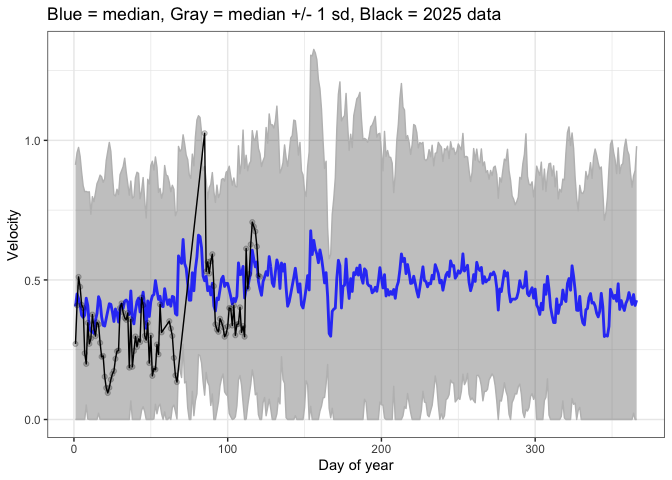 Blue = median, Gray = median +/- 1 sd, Black = 2025 data
1.0
0.5
0.0
Velocity
0
100
200
300
Day of year